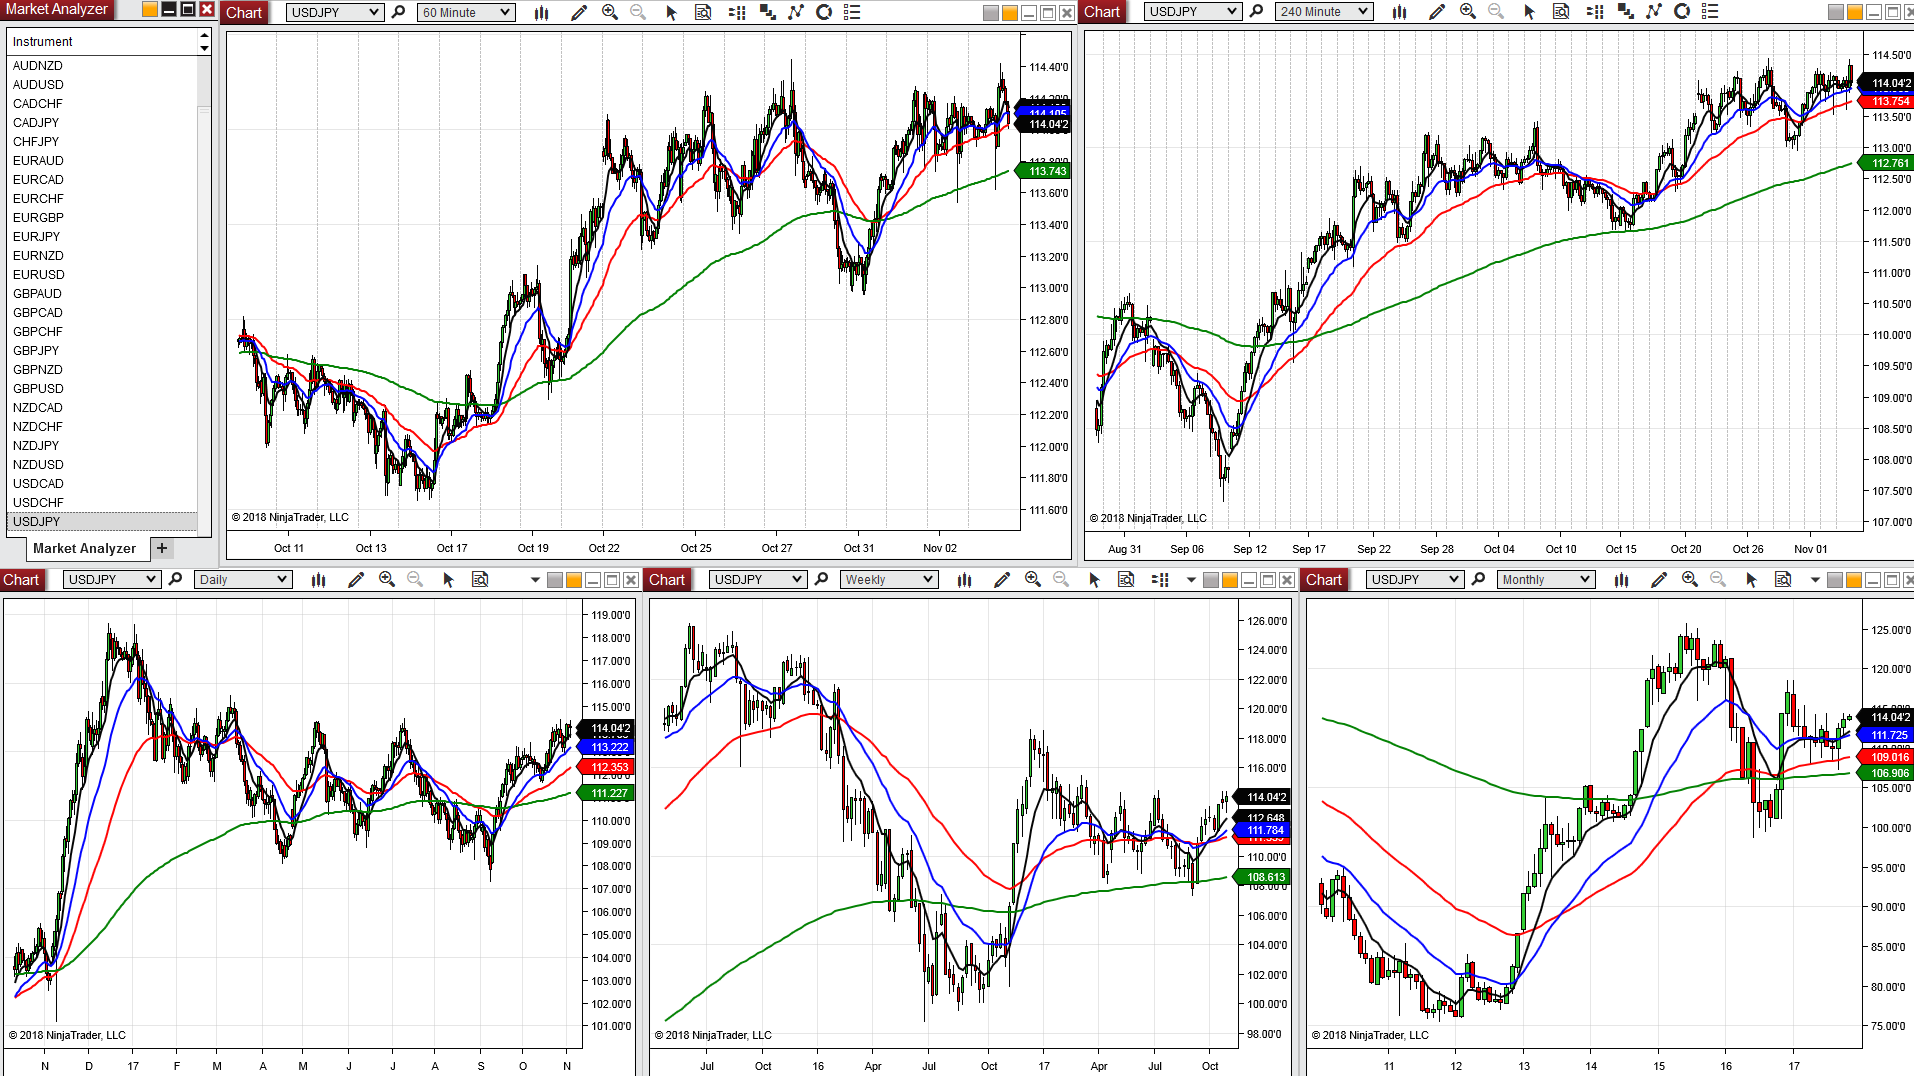 Market Analyzer
Instrument
AUDNZD
AUDUSD
CADCHF
CADJPY
CHFJPY
EURAUD
EURCAD
EURCHF
EURGBP
EURJPY
EURNZD
EURUSD
GBPAUD
GBPCAD
GBPCHF
GBPJPY
GBPNZD
GBPUSD
NZDCAD
NZDCHF
NZDJPY
NZDUSD
USDCAD
USDCHF
USDJPY
Market Analyzer +
Chart USDJPY 60 Minute
114.40'0
114.105
114.04'2
113.743
113.60'0
113.40'0
113.20'0
113.00'0
112.80'0
112.60'0
112.40'0
112.20'0
112.00'0
111.80'0
111.60'0
© 2018 NinjaTrader, LLC
Oct 11 Oct 13 Oct 17 Oct 19 Oct 22 Oct 25 Oct 27 Oct 31 Nov 02
Chart USDJPY 240 Minute
114.50'0
114.04'2
113.754
113.50'0
113.00'0
112.761
112.50'0
112.00'0
111.50'0
111.00'0
110.50'0
110.00'0
109.50'0
109.00'0
108.50'0
108.00'0
107.50'0
107.00'0
© 2018 NinjaTrader, LLC
Aug 31 Sep 06 Sep 12 Sep 17 Sep 22 Sep 28 Oct 04 Oct 10 Oct 15 Oct 20 Oct 26 Nov 01
Chart USDJPY Daily
119.00'0
118.00'0
117.00'0
116.00'0
115.00'0
114.04'2
113.222
112.353
112.00'0
111.227
110.00'0
109.00'0
108.00'0
107.00'0
106.00'0
105.00'0
104.00'0
103.00'0
102.00'0
101.00'0
© 2018 NinjaTrader, LLC
N D 17 F M A M J J A S O N
Chart USDJPY Weekly
126.00'0
124.00'0
122.00'0
120.00'0
118.00'0
116.00'0
114.04'2
112.648
111.784
110.00'0
108.613
108.00'0
106.00'0
104.00'0
102.00'0
100.00'0
98.00'0
© 2018 NinjaTrader, LLC
Jul Oct 16 Apr Jul Oct 17 Apr Jul Oct
Chart USDJPY Monthly
125.00'0
120.00'0
114.04'2
111.725
109.016
106.906
105.00'0
100.00'0
95.00'0
90.00'0
85.00'0
80.00'0
75.00'0
© 2018 NinjaTrader, LLC
11 12 13 14 15 16 17